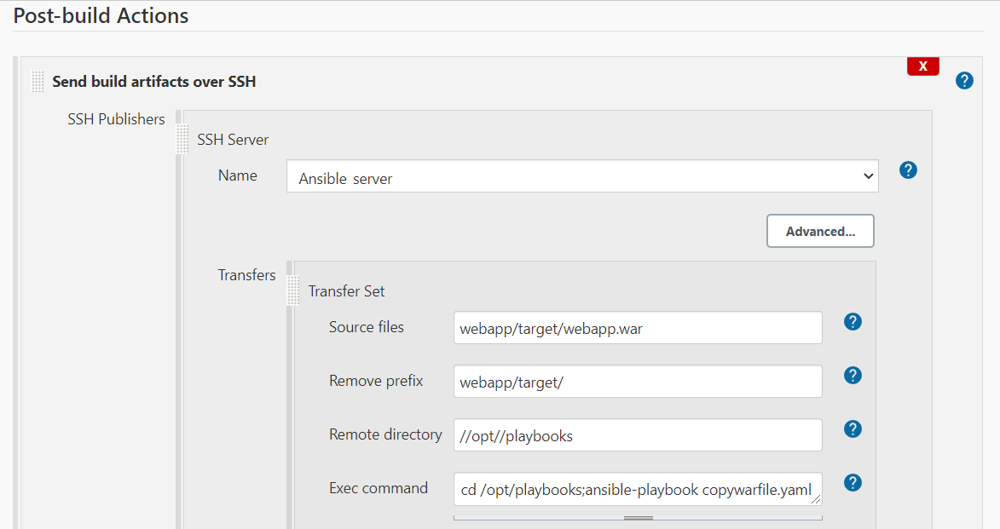 Post-build Actions
X
Send build artifacts over SSH
?
SSH Publishers
SSH Server
Name
Ansible server
?
Advanced...
Transfers
Transfer Set
Source files
webapp/target/webapp.war
?
Remove prefix
webapp/target/
?
Remote directory
//opt//playbooks
?
Exec command
cd /opt/playbooks;ansible-playbook copywarfile.yaml
?